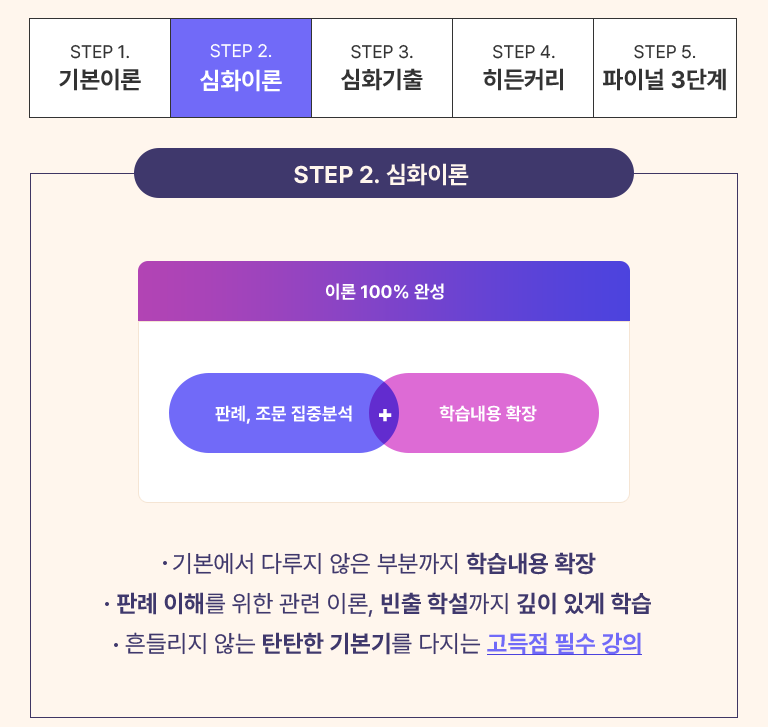 STEP 1.
기본이론
STEP 2.
심화이론
STEP 3.
심화기출
STEP 4.
히든커리
STEP 5.
파이널 3단계
STEP 2. 심화이론
이론 100% 완성
판례, 조문 집중분석 + 학습내용 확장
· 기본에서 다루지 않은 부분까지 학습내용 확장
· 판례 이해를 위한 관련 이론, 빈출 학설까지 깊이 있게 학습
· 흔들리지 않는 탄탄한 기본기를 다지는 고득점 필수 강의